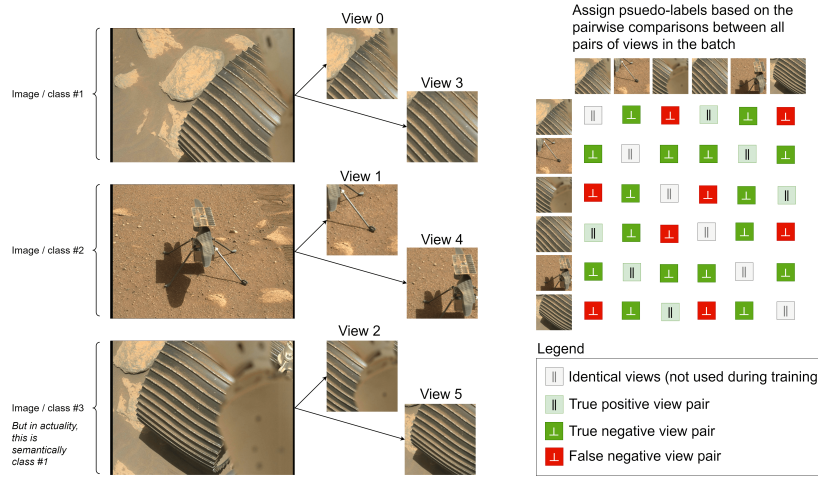 View 0
View 3
Image / class #1
View 1
View 4
Image / class #2
View 2
View 5
Image / class #3
But in actuality,
this is
semantically
class #1
Assign psuedo-labels based on the
pairwise comparisons between all
pairs of views in the batch
|| ⊥ ⊥ || ⊥ ⊥
⊥ || ⊥ ⊥ || ⊥
⊥ ⊥ || ⊥ ⊥ ||
|| ⊥ ⊥ || ⊥ ⊥
⊥ || ⊥ ⊥ || ⊥
⊥ ⊥ || ⊥ ⊥ ||
Legend
|| Identical views (not used during training
|| True positive view pair
⊥ True negative view pair
⊥ False negative view pair